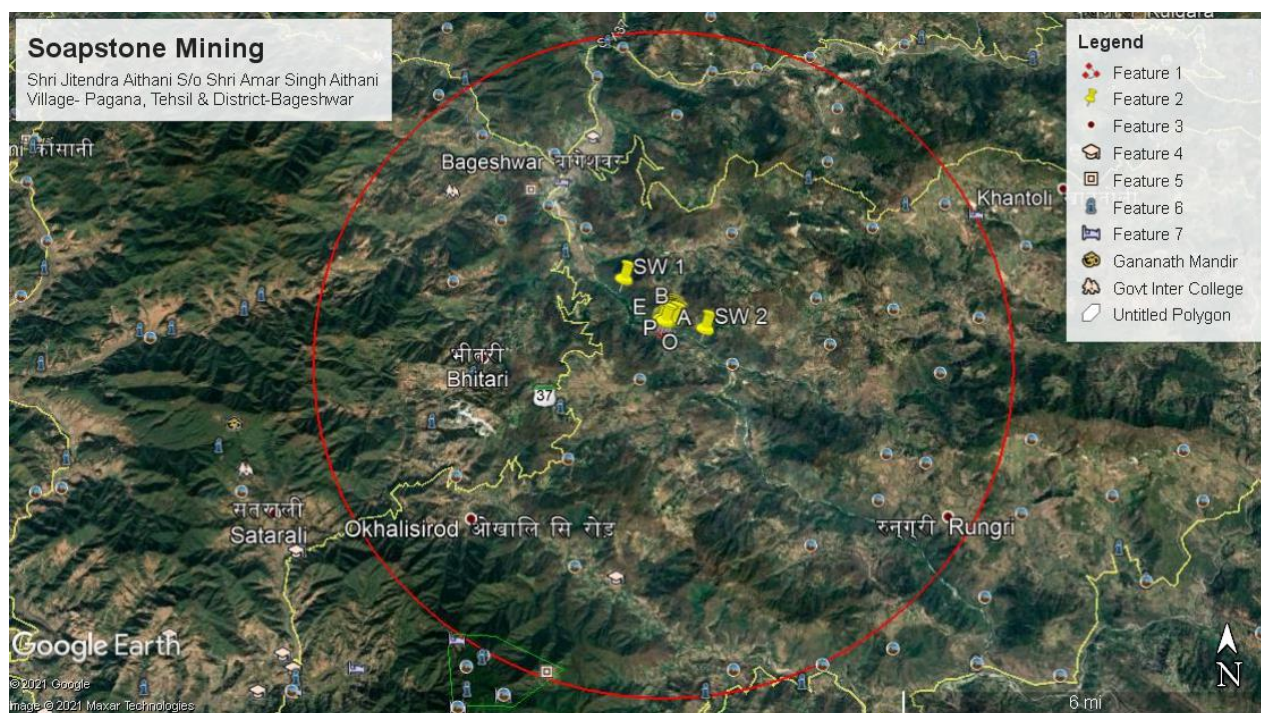 Soapstone Mining
Shri Jitendra Aithani S/o Shri Amar Singh Aithani
Village- Pagana, Tehsil & District-Bageshwar
Legend
Feature 1
Feature 2
Feature 3
Feature 4
Feature 5
Feature 6
Feature 7
Gananath Mandir
Govt Inter College
Untitled Polygon
कौसानी
Bageshwar बागेश्वर
Khantoli
SW 1
B
E
A
SW 2
P
O
भीतरी
Bhitari
37
सतराली
Satarali
Okhalisirod ओखालि सि रोड़
रुनग्री Rungri
Google Earth
© 2021 Google
Image © 2021 Maxar Technologies
6 mi
N